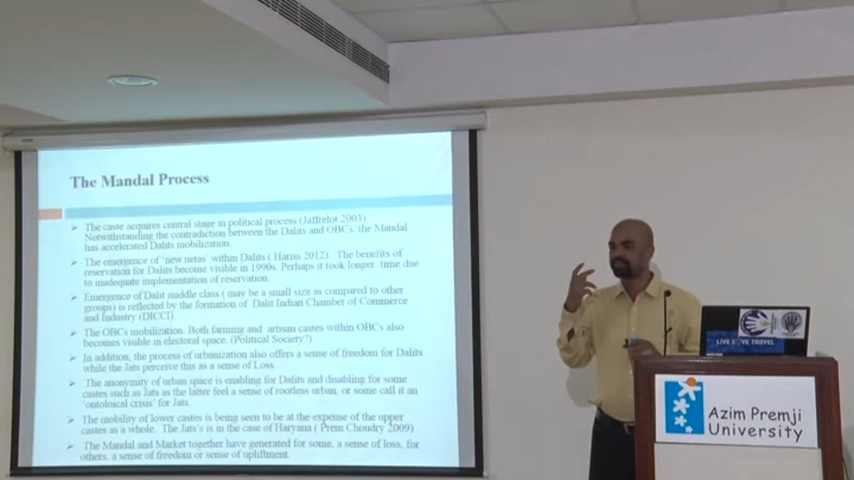 The Mandal Process
The caste acquires central stage in political process (Jaffrelot 2003)
Notwithstanding the contradiction between the Dalits and OBCs, the Mandal
has accelerated Dalits mobilization.
The emergence of 'new netas' within Dalits ( Hariss 2012). The benefits of
reservation for Dalits become visible in 1990s. Perhaps it took longer time due
to inadequate implementation of reservation.
Emergence of Dalit middle class ( may be a small size as compared to other
groups) is reflected by the formation of Dalit Indian Chamber of Commerce
and Industry (DICCI).
The OBCs mobilization. Both farming and artisan castes within OBCs also
becomes visible in electoral space. (Political Society?)
In addition, the process of urbanization also offers a sense of freedom for Dalits
while the Jats perceive this as a sense of Loss.
The anonymity of urban space is enabling for Dalits and disabling for some
castes such as Jats as the latter feel a sense of rootless urban, or some call it an
'ontoloical crisis' for Jats.
The mobility of lower castes is being seen to be at the expense of the upper
castes as a whole. The Jats's is in the case of Haryana ( Prem Choudry 2009) .
The Mandal and Market together have generated for some, a sense of loss, for
others, a sense of freedom or sense of upliftment.
LIVE LOVE TRAVEL
Azim Premji
University